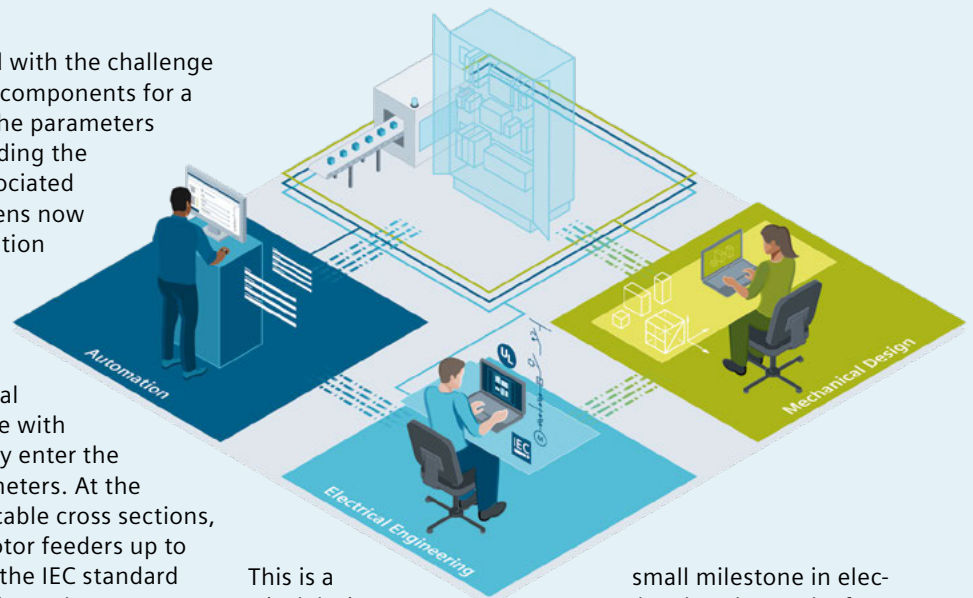 with the challenge
components for a
he parameters
ding the
ociated
ens now
tion
al
e with
y enter the
meters. At the
cable cross sections,
otor feeders up to
the IEC standard
This is a
small milestone in elec-
Automation
Mechanical Design
Electrical Engineering
UL
IEC